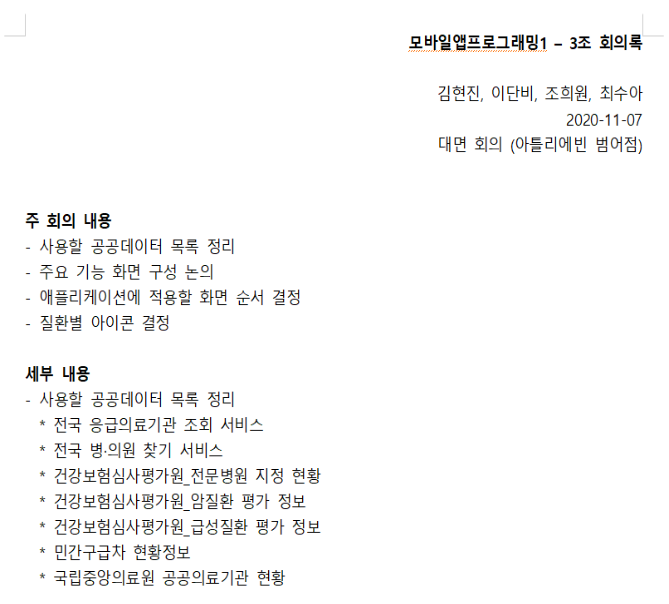 모바일앱프로그래밍1 – 3조 회의록
김현진, 이단비, 조희원, 최수아
2020-11-07
대면 회의 (아틀리에빈 범어점)
주 회의 내용
- 사용할 공공데이터 목록 정리
- 주요 기능 화면 구성 논의
- 애플리케이션에 적용할 화면 순서 결정
- 질환별 아이콘 결정
세부 내용
- 사용할 공공데이터 목록 정리
* 전국 응급의료기관 조회 서비스
* 전국 병·의원 찾기 서비스
* 건강보험심사평가원_전문병원 지정 현황
* 건강보험심사평가원_암질환 평가 정보
* 건강보험심사평가원_급성질환 평가 정보
* 민간구급차 현황정보
* 국립중앙의료원 공공의료기관 현황